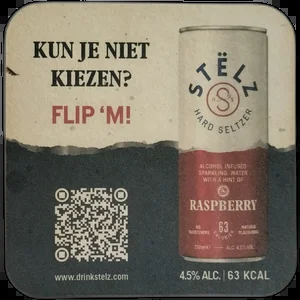 KUN JE NIET
KIEZEN?
FLIP 'M!
www.drinkstelz.com
STËLZ
HARD SELTZER
ALCOHOL INFUSED
SPARKLING WATER
WITH A HINT OF
RASPBERRY
63
4.5% ALC. | 63 KCAL